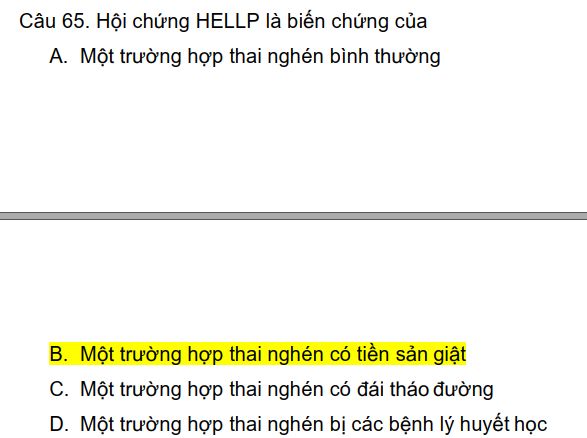 Câu 65. Hội chứng HELLP là biến chứng của
A. Một trường hợp thai nghén bình thường
B. Một trường hợp thai nghén có tiền sản giật
C. Một trường hợp thai nghén có đái tháo đường
D. Một trường hợp thai nghén bị các bệnh lý huyết học